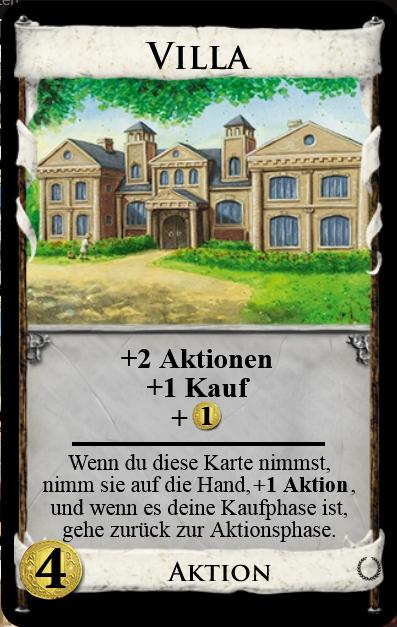 VILLA
+2 Aktionen
+1 Kauf
+ 1
Wenn du diese Karte nimmst,
nimm sie auf die Hand, +1 Aktion,
und wenn es deine Kaufphase ist,
gehe zurück zur Aktionsphase.
4 AKTION